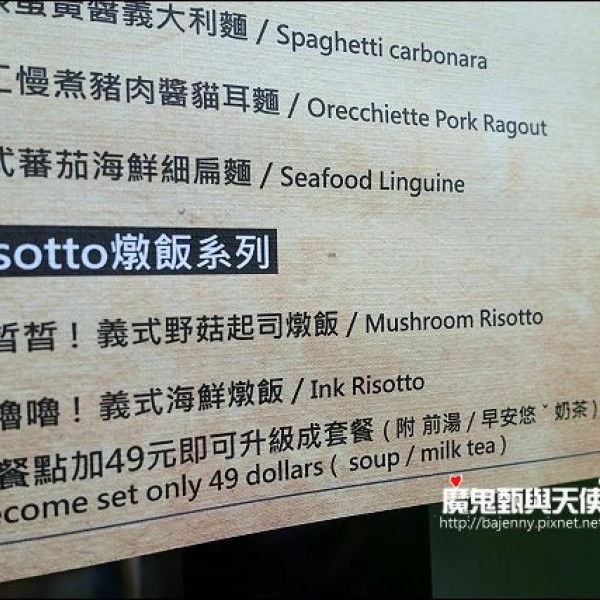 蛋黃醬義大利麵 / Spaghetti carbonara
慢煮豬肉醬貓耳麵 / Orecchiette Pork Ragout
式蕃茄海鮮細扁麵 / Seafood Linguine
sotto燉飯系列
皙皙！義式野菇起司燉飯 / Mushroom Risotto
嚕嚕！義式海鮮燉飯 / Ink Risotto
餐點加49元即可升級成套餐 ( 附 前湯 / 早安悠ˇ奶茶 )
ecome set only 49 dollars ( soup / milk tea )
魔鬼甄與天使
http://bajenny.pixnet.ne